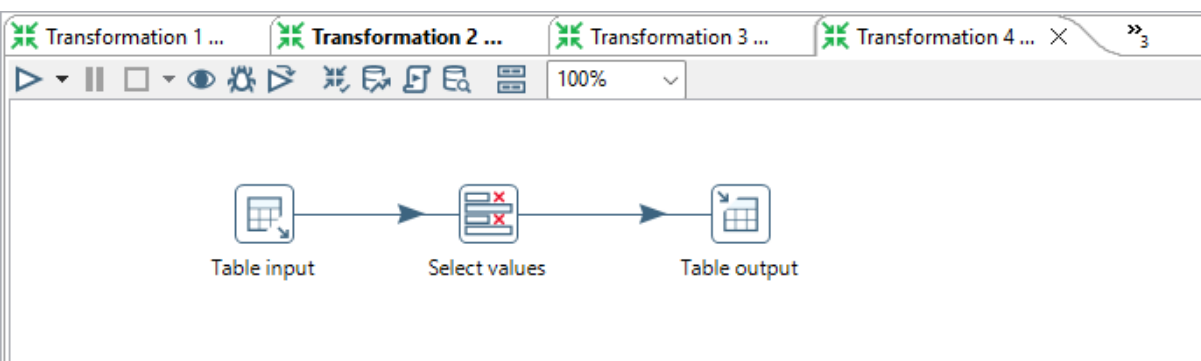 Transformation 1 ... Transformation 2 ... Transformation 3 ... Transformation 4 ... »3
100%
Table input Select values Table output